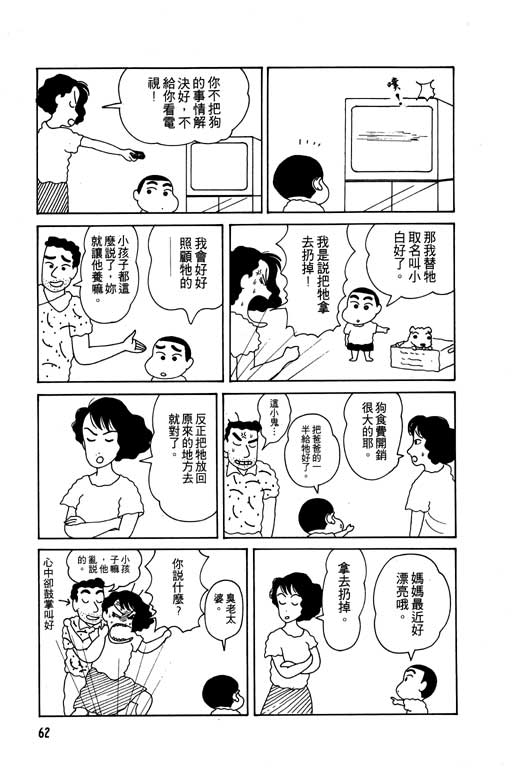 噗！
你不把狗
的事情解
決好，不
給你看電
視！
那我替牠
取名叫小
白好了。
我是說把牠拿
去扔掉！
我會好好
照顧牠的
——
小孩子都這
麼說了，妳
就讓他養嘛。
狗食費開銷
很大的耶。
把爸爸的一
半給牠好了。
這小鬼…
反正把牠放回
原來的地方去
就對了。
媽媽最近好
漂亮哦。
拿去扔掉。
臭老太
婆。
你說什麼？
小孩
子嘛，
他
亂說
的。
心中卻鼓掌叫好
62